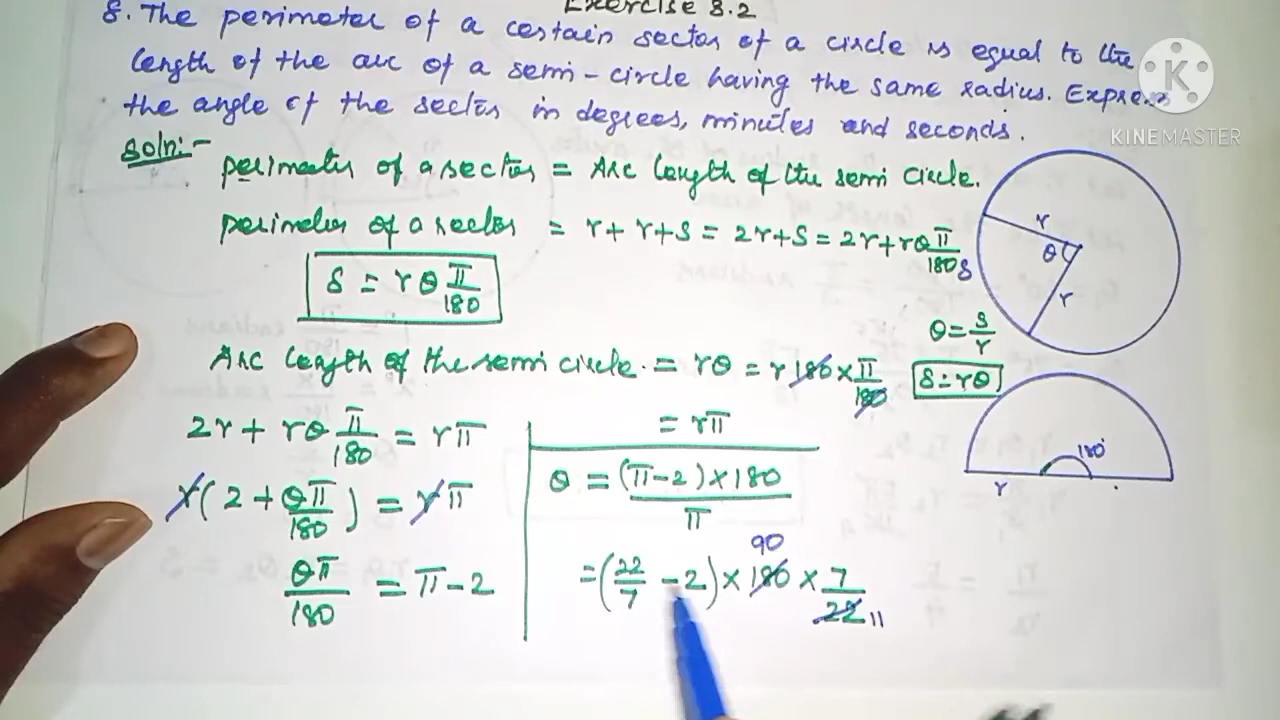 Exercise 8.2
8. The perimeter of a certain sector of a circle is equal to the
length of the arc of a semi-circle having the same radius. Express
the angle of the sector in degrees, minutes and seconds.
K
KINEMASTER
Soln:-
perimeter of a sector = Arc length of the semi circle.
perimeter of a sector = r + r + s = 2r + s = 2r + rθ π/180
s = rθ π/180
r
θ
s
r
θ = s/r
s = rθ
Arc length of the semi circle = rθ = r 180 × π/180
= rπ
180°
r
2r + rθ π/180 = rπ
r(2 + θπ/180) = rπ
θπ/180 = π - 2
θ = (π-2) × 180/π
= (22/7 - 2) × 180 × 7/22
90
11